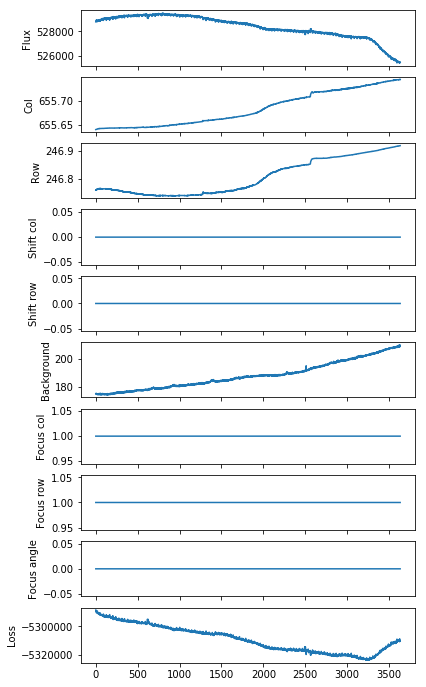 Flux
528000
526000
Col
655.70
655.65
Row
246.9
246.8
Shift col
0.05
0.00
−0.05
Shift row
0.05
0.00
−0.05
Background
200
180
Focus col
1.05
1.00
0.95
Focus row
1.05
1.00
0.95
Focus angle
0.05
0.00
−0.05
Loss
−5300000
−5320000
0 500 1000 1500 2000 2500 3000 3500